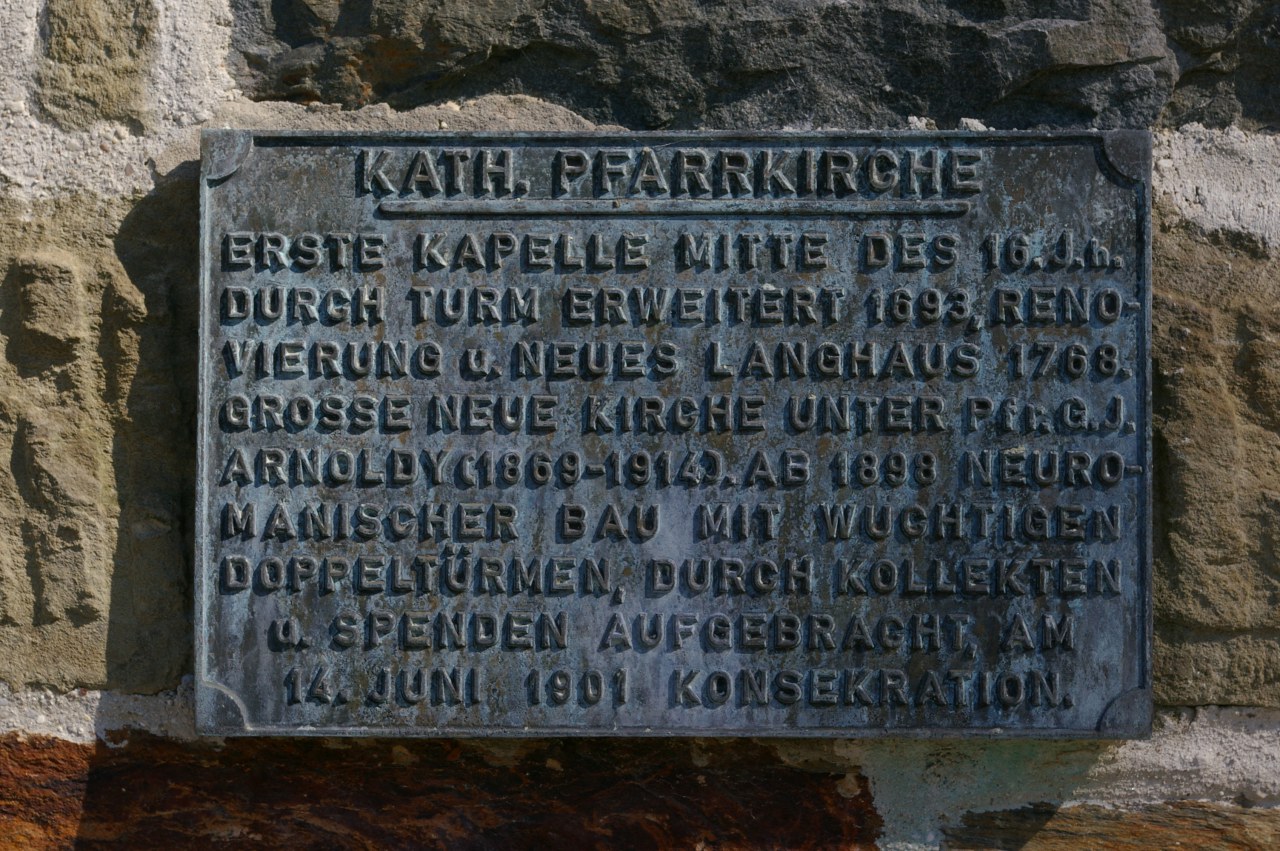 KATH. PFARRKIRCHE
ERSTE KAPELLE MITTE DES 16.J.h.
DURCH TURM ERWEITERT 1693, RENO-
VIERUNG u. NEUES LANGHAUS 1768.
GROSSE NEUE KIRCHE UNTER Pfr. G.J.
ARNOLDY (1869-1914). AB 1898 NEURO-
MANISCHER BAU MIT WUCHTIGEN
DOPPELTÜRMEN, DURCH KOLLEKTEN
u. SPENDEN AUFGEBRACHT, AM
14. JUNI 1901 KONSEKRATION.